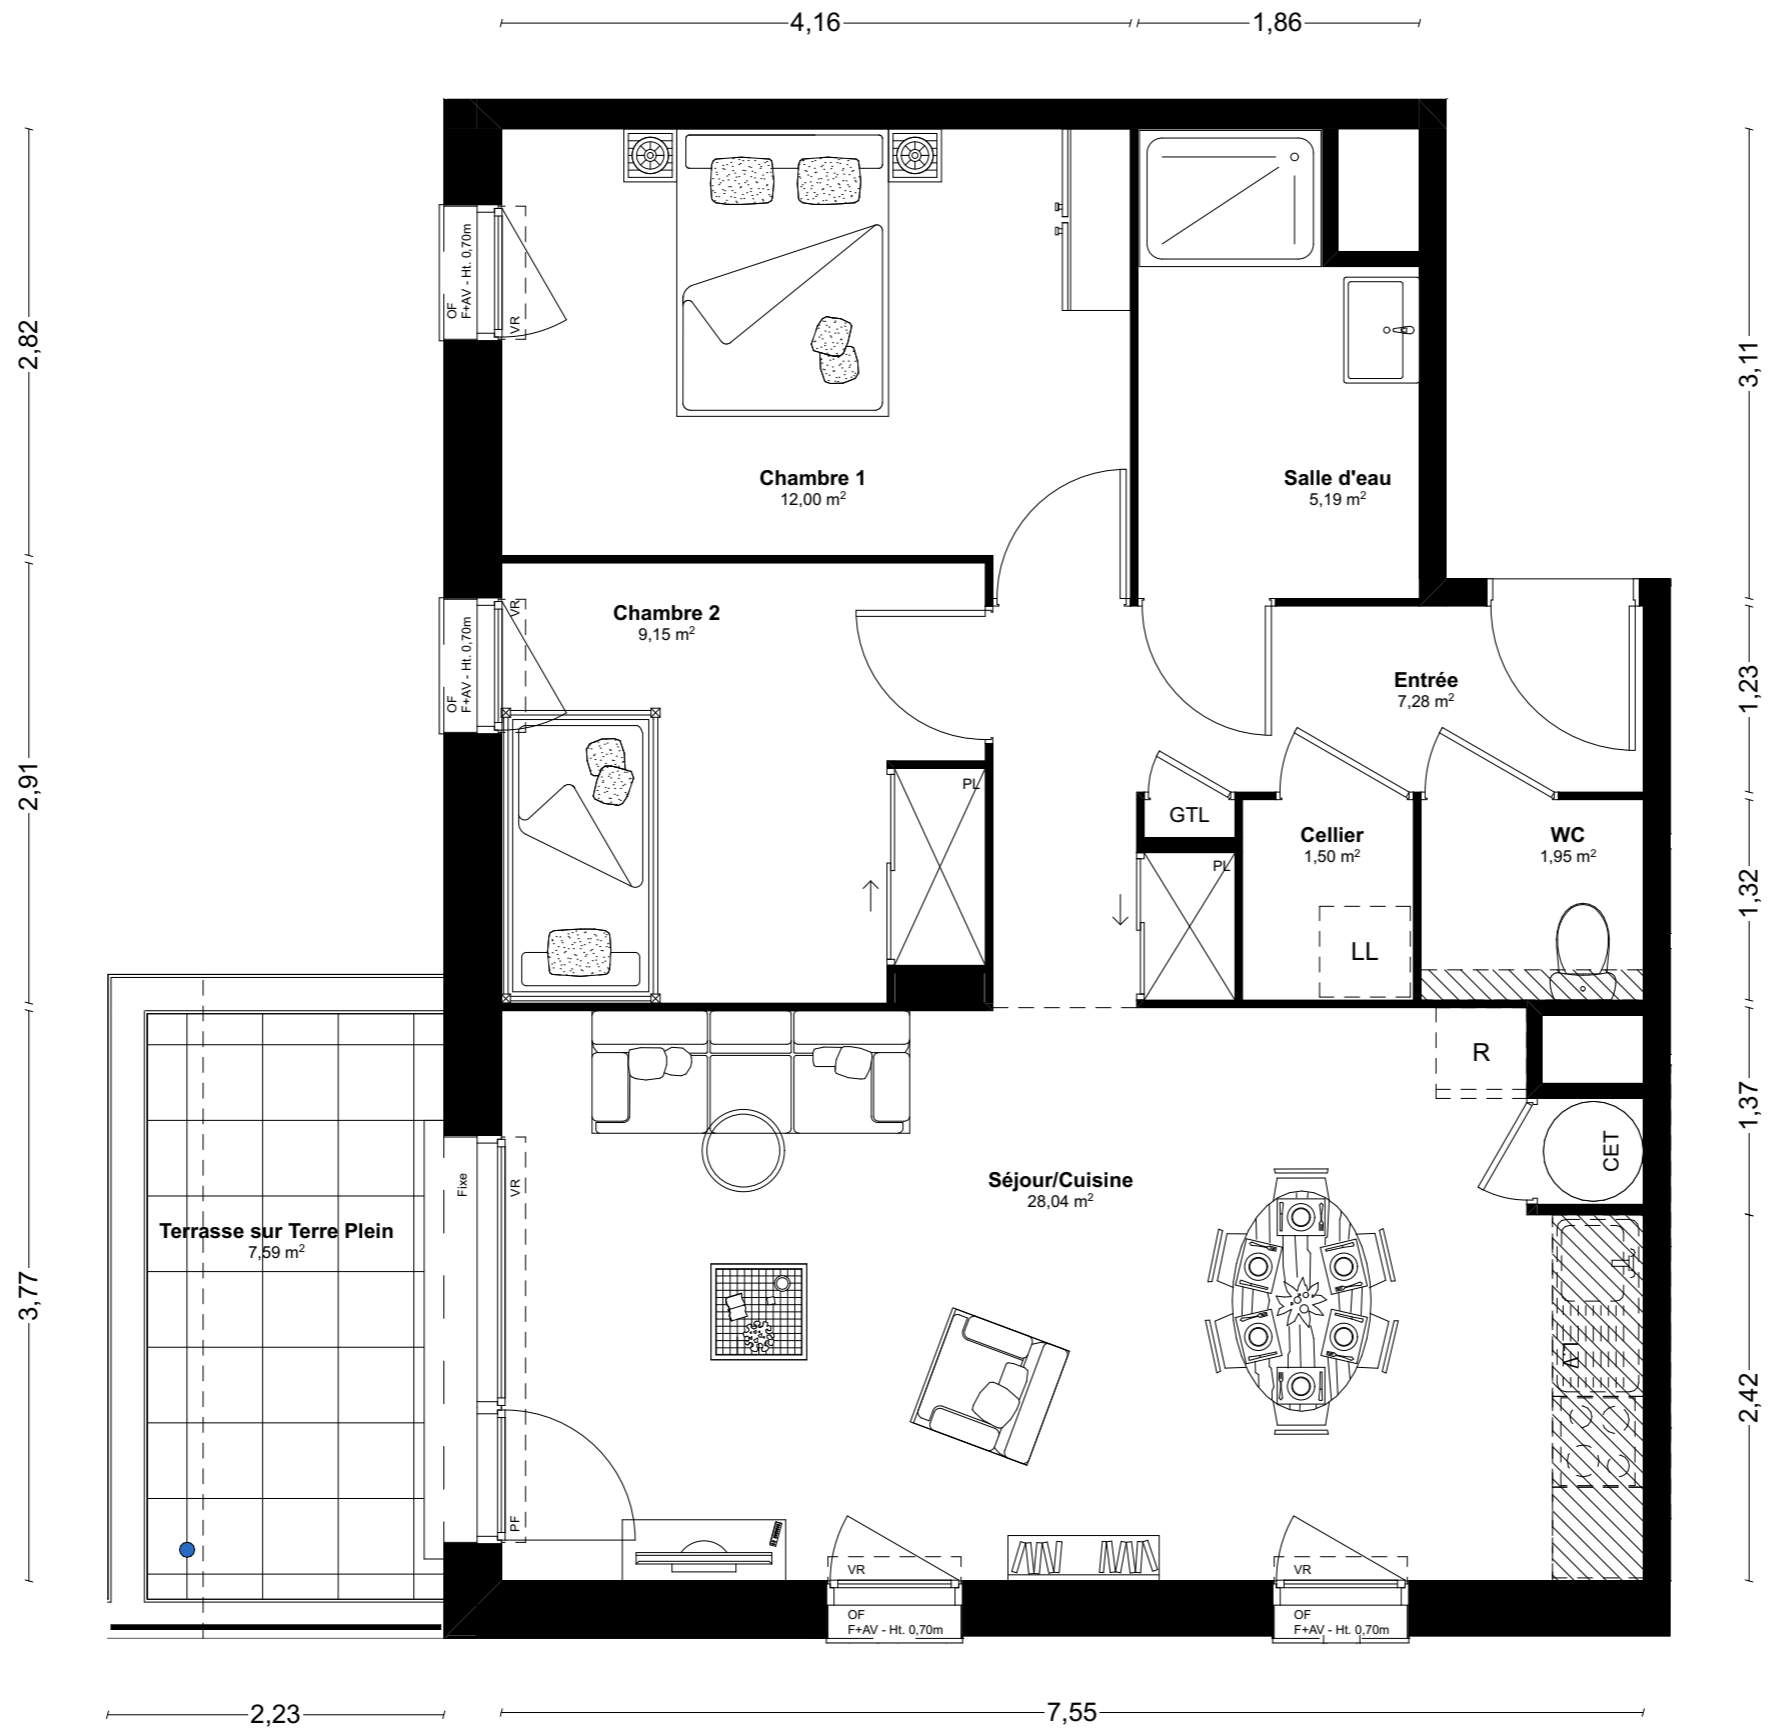 4,16
1,86
2,82
2,91
3,77
3,11
1,23
1,32
1,37
2,42
2,23
7,55
OF
F+AV - Ht. 0,70m
VR
Chambre 1
12,00 m²
Salle d'eau
5,19 m²
OF
F+AV - Ht. 0,70m
VR
Chambre 2
9,15 m²
Entrée
7,28 m²
PL
GTL
PL
Cellier
1,50 m²
LL
WC
1,95 m²
R
CET
Fixe
VR
Séjour/Cuisine
28,04 m²
Terrasse sur Terre Plein
7,59 m²
LV
PF
VR
OF
F+AV - Ht. 0,70m
VR
OF
F+AV - Ht. 0,70m